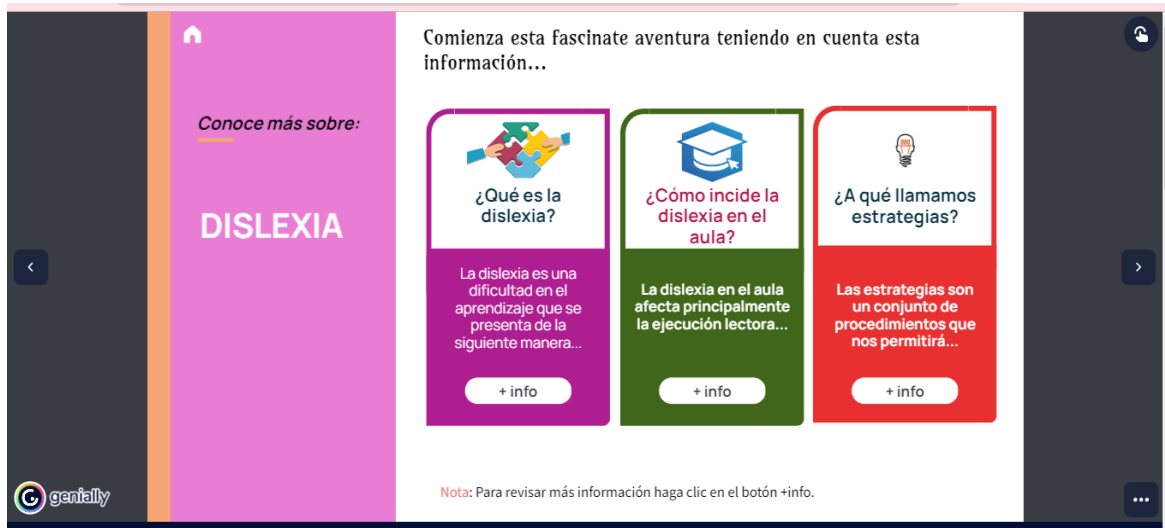 Comienza esta fascinate aventura teniendo en cuenta esta
información...
Conoce más sobre:
DISLEXIA
¿Qué es la
dislexia?
La dislexia es una
dificultad en el
aprendizaje que se
presenta de la
siguiente manera...
+ info
¿Cómo incide la
dislexia en el
aula?
La dislexia en el aula
afecta principalmente
la ejecución lectora...
+ info
¿A qué llamamos
estrategias?
Las estrategias son
un conjunto de
procedimientos que
nos permitirá...
+ info
Nota: Para revisar más información haga clic en el botón +info.
genially